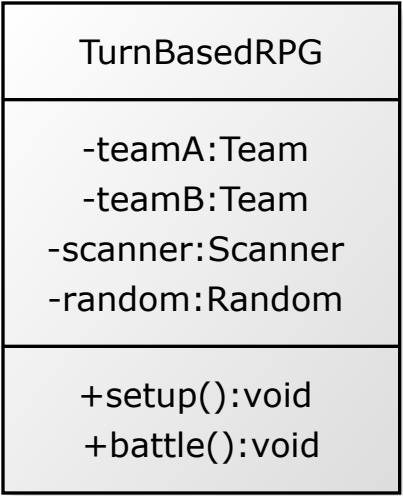 TurnBasedRPG
-teamA:Team
-teamB:Team
-scanner:Scanner
-random:Random
+setup():void
+battle():void